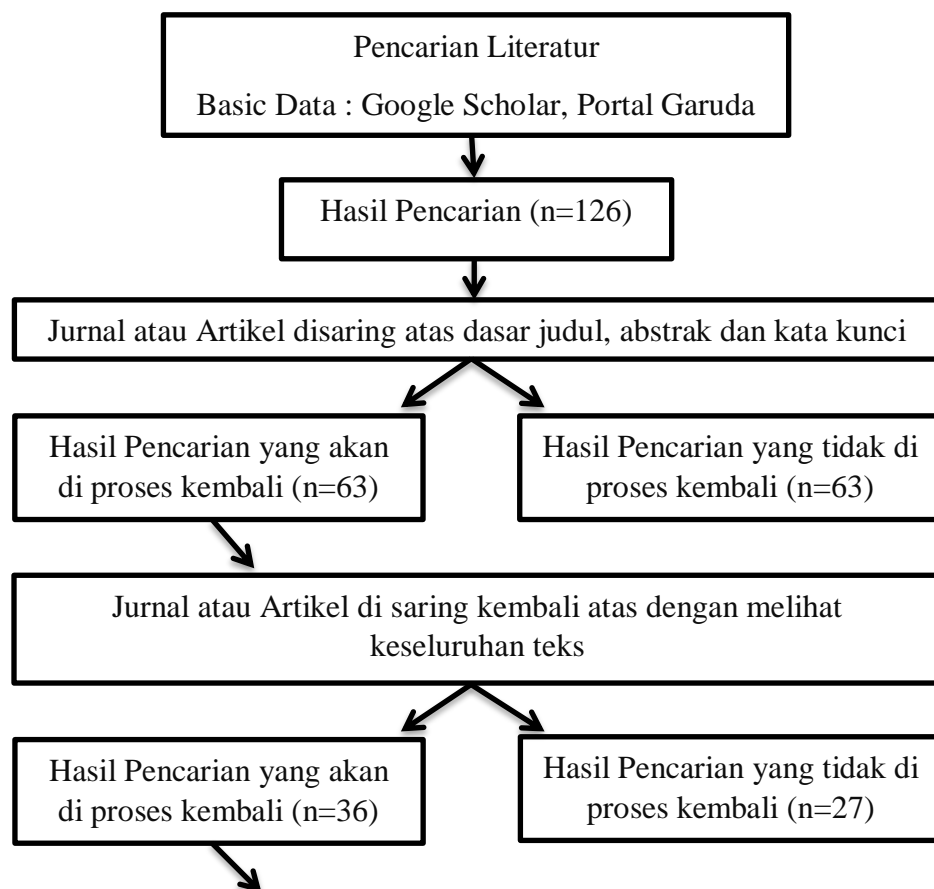 Pencarian Literatur
Basic Data : Google Scholar, Portal Garuda
Hasil Pencarian (n=126)
Jurnal atau Artikel disaring atas dasar judul, abstrak dan kata kunci
Hasil Pencarian yang akan
di proses kembali (n=63)
Hasil Pencarian yang tidak di
proses kembali (n=63)
Jurnal atau Artikel di saring kembali atas dengan melihat
keseluruhan teks
Hasil Pencarian yang akan
di proses kembali (n=36)
Hasil Pencarian yang tidak di
proses kembali (n=27)